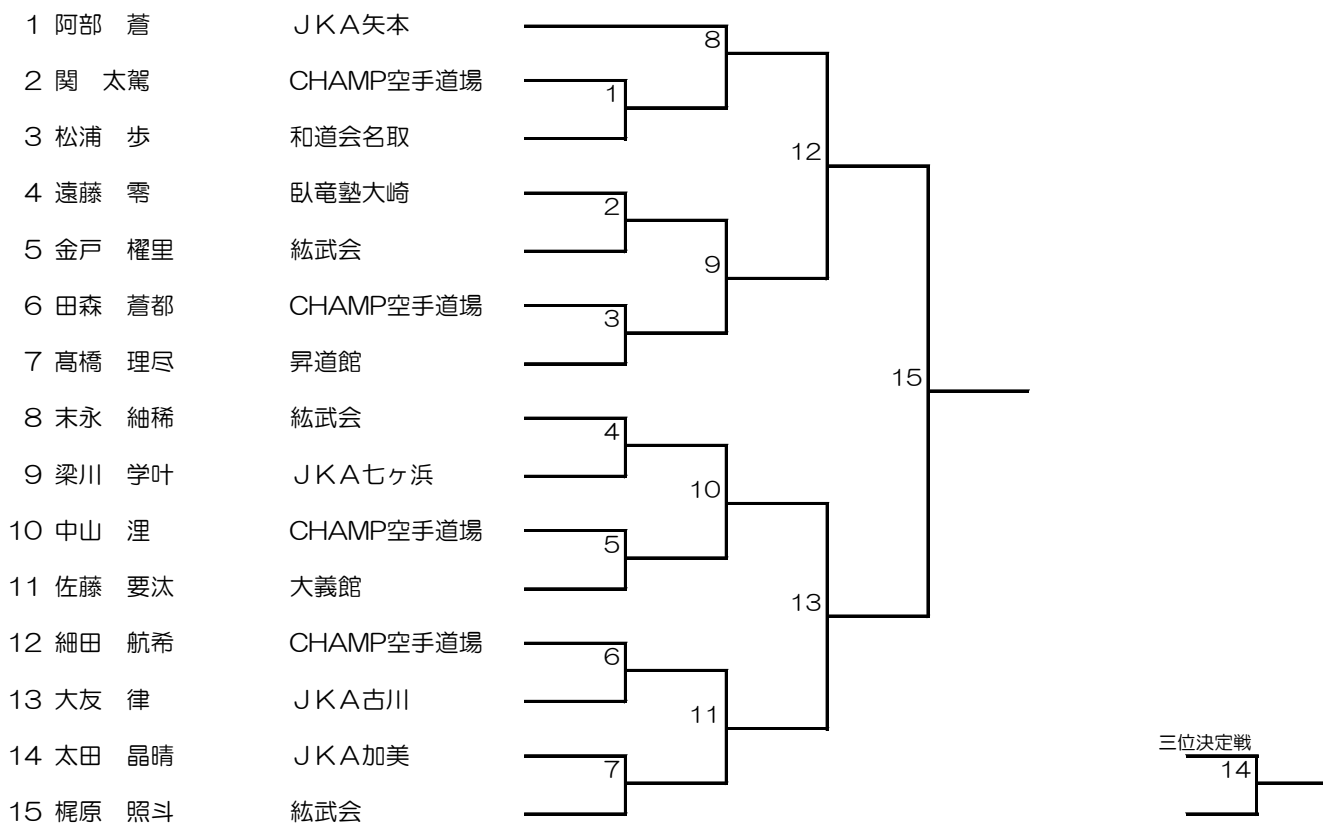 1 阿部 蒼 JKA矢本
8
2 関 太駕 CHAMP空手道場
1
3 松浦 歩 和道会名取
12
4 遠藤 零 臥竜塾大崎
2
5 金戸 櫂里 紘武会
9
6 田森 蒼都 CHAMP空手道場
3
7 髙橋 理尽 昇道館
15
8 末永 紬稀 紘武会
4
9 梁川 学叶 JKA七ヶ浜
10
10 中山 浬 CHAMP空手道場
5
11 佐藤 要汰 大義館
13
12 細田 航希 CHAMP空手道場
6
13 大友 律 JKA古川
11
14 太田 晶晴 JKA加美
三位決定戦
7
14
15 梶原 照斗 紘武会